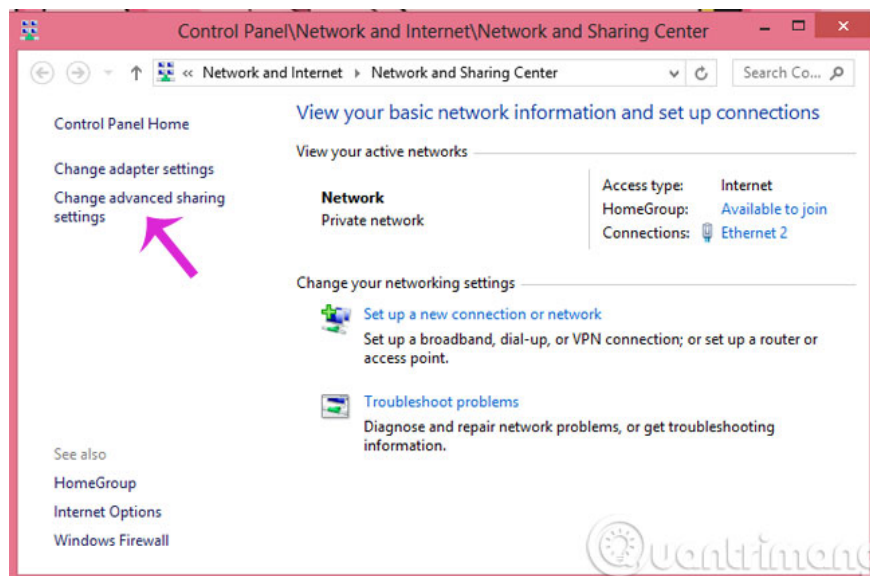 Control Panel\Network and Internet\Network and Sharing Center
« Network and Internet ▸ Network and Sharing Center
Search Co...
Control Panel Home
Change adapter settings
Change advanced sharing
settings
View your basic network information and set up connections
View your active networks
Network
Private network
Access type: Internet
HomeGroup: Available to join
Connections: Ethernet 2
Change your networking settings
Set up a new connection or network
Set up a broadband, dial-up, or VPN connection; or set up a router or
access point.
Troubleshoot problems
Diagnose and repair network problems, or get troubleshooting
information.
See also
HomeGroup
Internet Options
Windows Firewall
Quantrimang